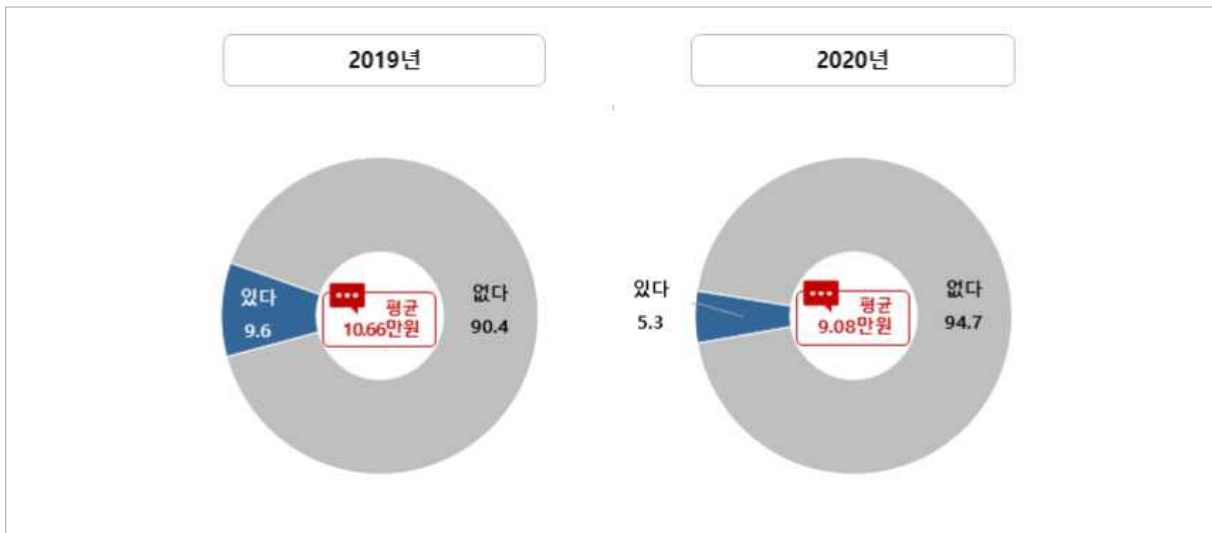 2019년
2020년
있다
9.6
평균
10.66만원
없다
90.4
있다
5.3
평균
9.08만원
없다
94.7